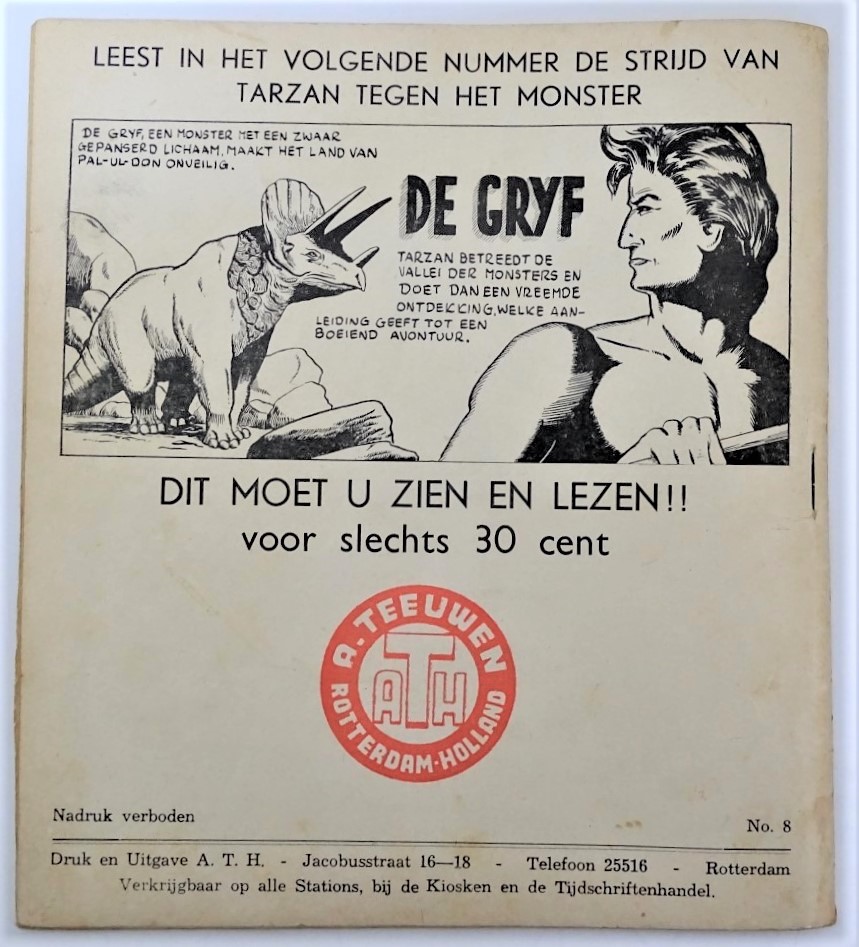 LEEST IN HET VOLGENDE NUMMER DE STRIJD VAN
TARZAN TEGEN HET MONSTER
DE GRYF, EEN MONSTER MET EEN ZWAAR
GEPANSERD LICHAAM, MAAKT HET LAND VAN
PAL-UL-DON ONVEILIG.
DE GRYF
TARZAN BETREEDT DE
VALLEI DER MONSTERS EN
DOET DAN EEN VREEMDE
ONTDEKKING, WELKE AAN-
LEIDING GEEFT TOT EEN
BOEIEND AVONTUUR.
DIT MOET U ZIEN EN LEZEN!!
voor slechts 30 cent
A. TEEUWEN
ATH
ROTTERDAM-HOLLAND
Nadruk verboden
No. 8
Druk en Uitgave A. T. H. - Jacobusstraat 16—18 - Telefoon 25516 - Rotterdam
Verkrijgbaar op alle Stations, bij de Kiosken en de Tijdschriftenhandel.